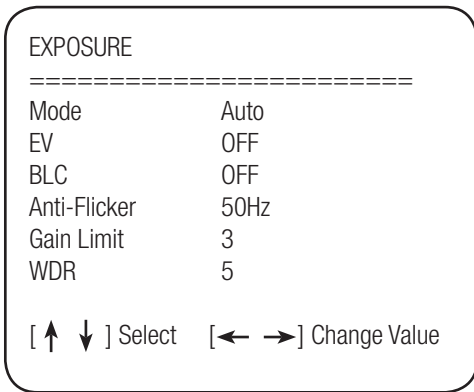 EXPOSURE
========================
Mode Auto
EV OFF
BLC OFF
Anti-Flicker 50Hz
Gain Limit 3
WDR 5
[ ↑ ↓ ] Select [← →] Change Value